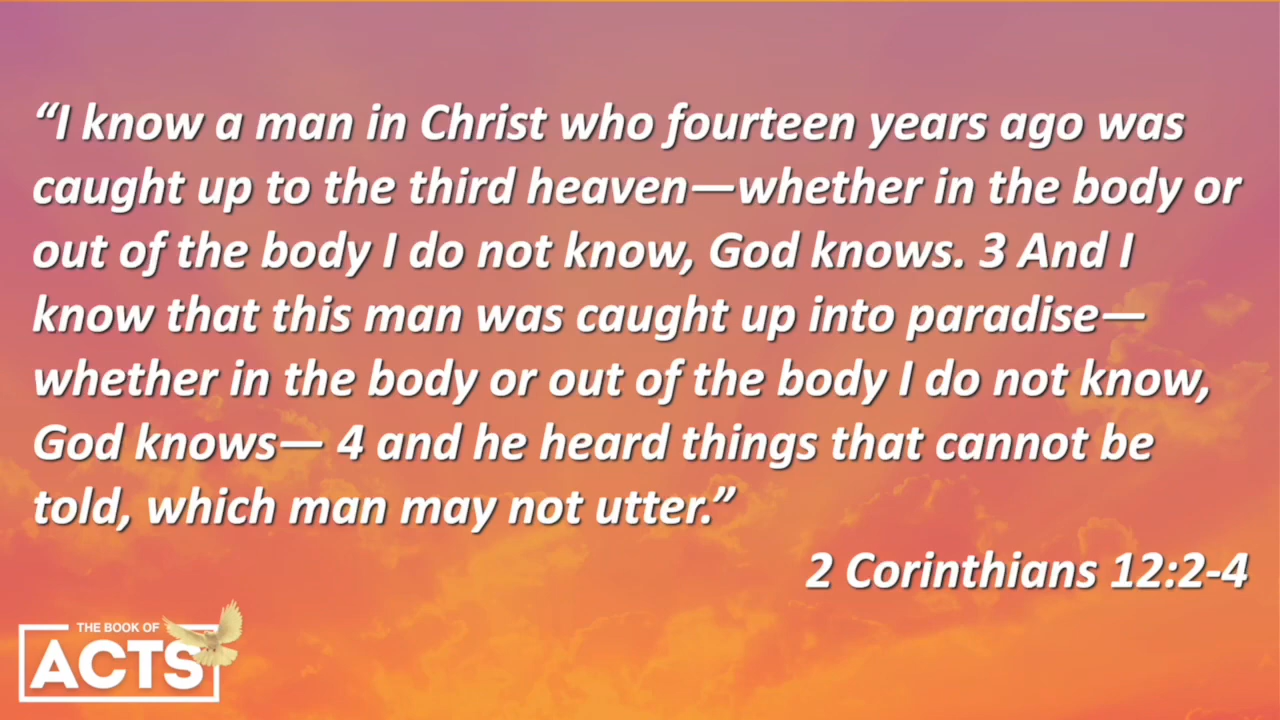 “I know a man in Christ who fourteen years ago was
caught up to the third heaven—whether in the body or
out of the body I do not know, God knows. 3 And I
know that this man was caught up into paradise—
whether in the body or out of the body I do not know,
God knows— 4 and he heard things that cannot be
told, which man may not utter.”
2 Corinthians 12:2-4
THE BOOK OF
ACTS